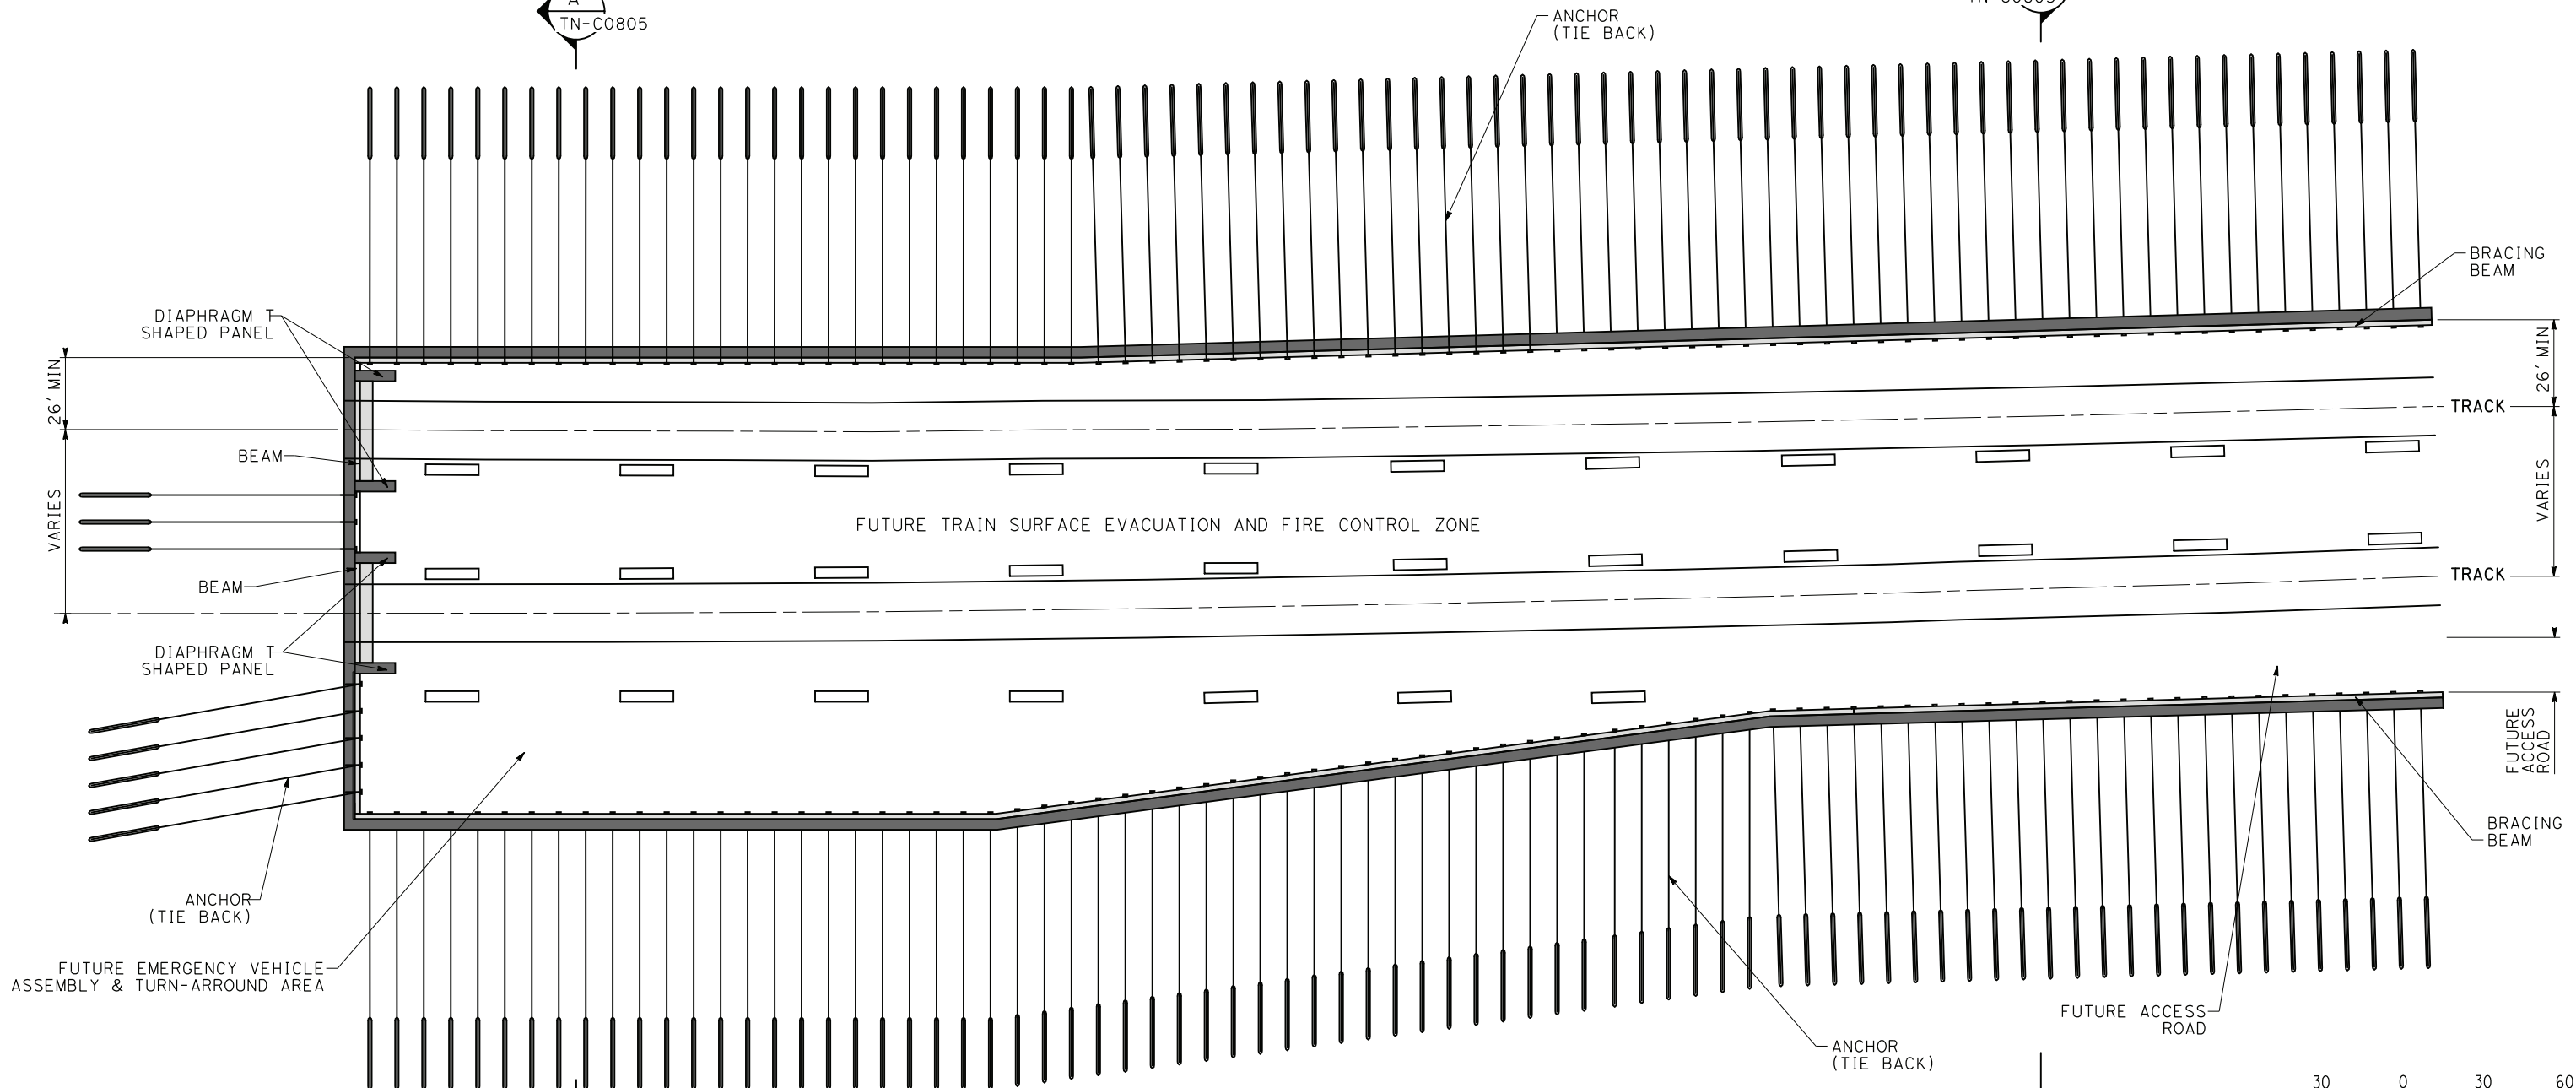 A
TN-C0805
ANCHOR
(TIE BACK)
BRACING
BEAM
DIAPHRAGM T
SHAPED PANEL
26' MIN
26' MIN
TRACK
BEAM
VARIES
VARIES
FUTURE TRAIN SURFACE EVACUATION AND FIRE CONTROL ZONE
TRACK
BEAM
DIAPHRAGM T
SHAPED PANEL
FUTURE
ACCESS
ROAD
BRACING
BEAM
ANCHOR
(TIE BACK)
FUTURE EMERGENCY VEHICLE
ASSEMBLY & TURN-ARROUND AREA
FUTURE ACCESS
ROAD
ANCHOR
(TIE BACK)
30 0 30 60